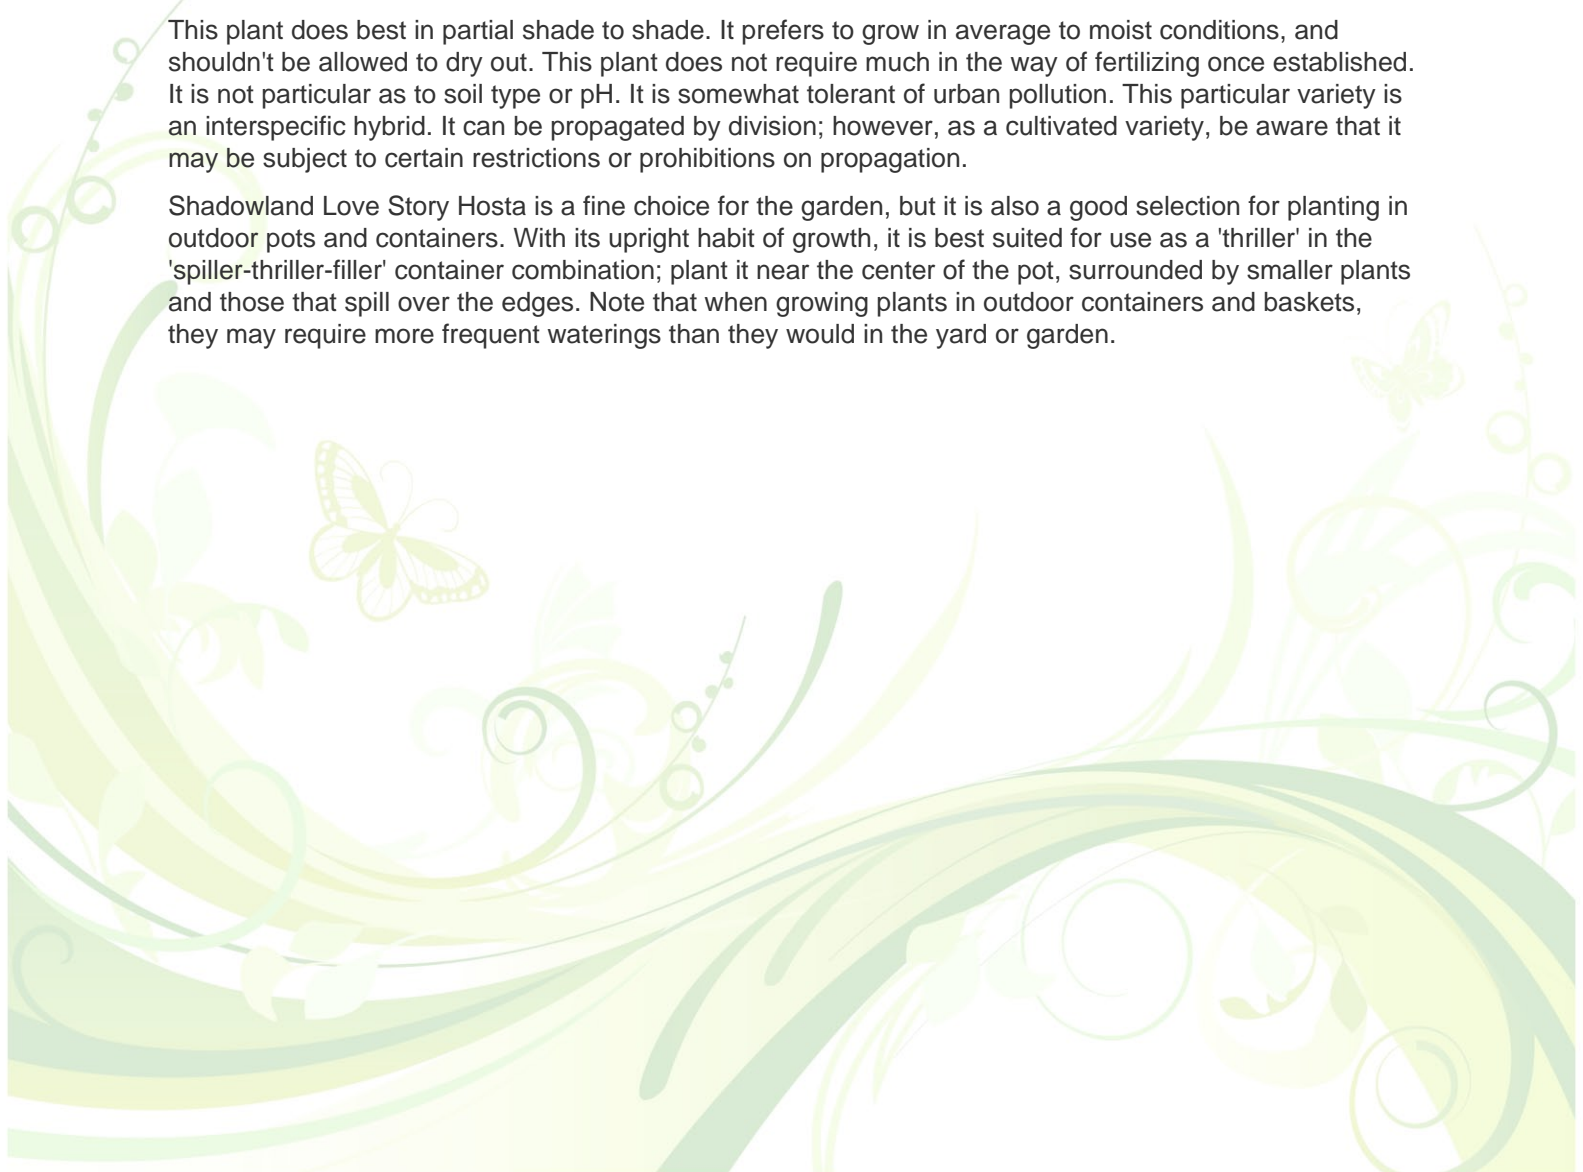 This plant does best in partial shade to shade. It prefers to grow in average to moist conditions, and
shouldn't be allowed to dry out. This plant does not require much in the way of fertilizing once established.
It is not particular as to soil type or pH. It is somewhat tolerant of urban pollution. This particular variety is
an interspecific hybrid. It can be propagated by division; however, as a cultivated variety, be aware that it
may be subject to certain restrictions or prohibitions on propagation.
Shadowland Love Story Hosta is a fine choice for the garden, but it is also a good selection for planting in
outdoor pots and containers. With its upright habit of growth, it is best suited for use as a 'thriller' in the
'spiller-thriller-filler' container combination; plant it near the center of the pot, surrounded by smaller plants
and those that spill over the edges. Note that when growing plants in outdoor containers and baskets,
they may require more frequent waterings than they would in the yard or garden.